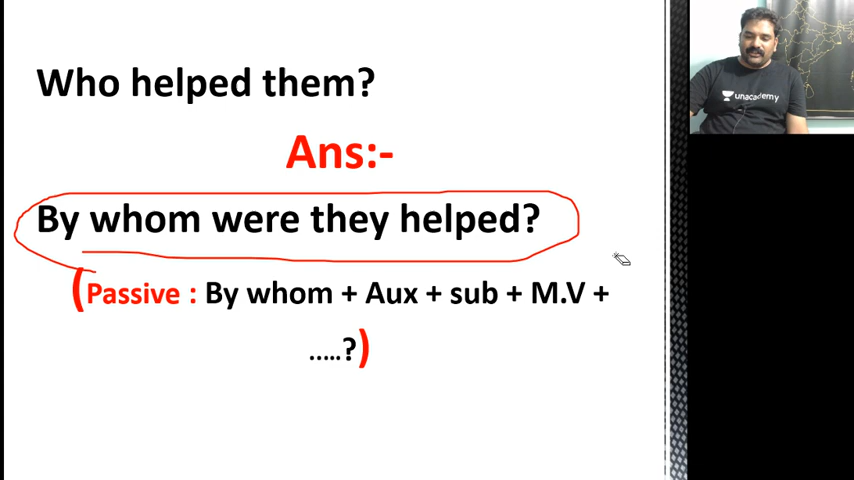 Who helped them?
Ans:-
By whom were they helped?
(Passive : By whom + Aux + sub + M.V +
.....?)
unacademy